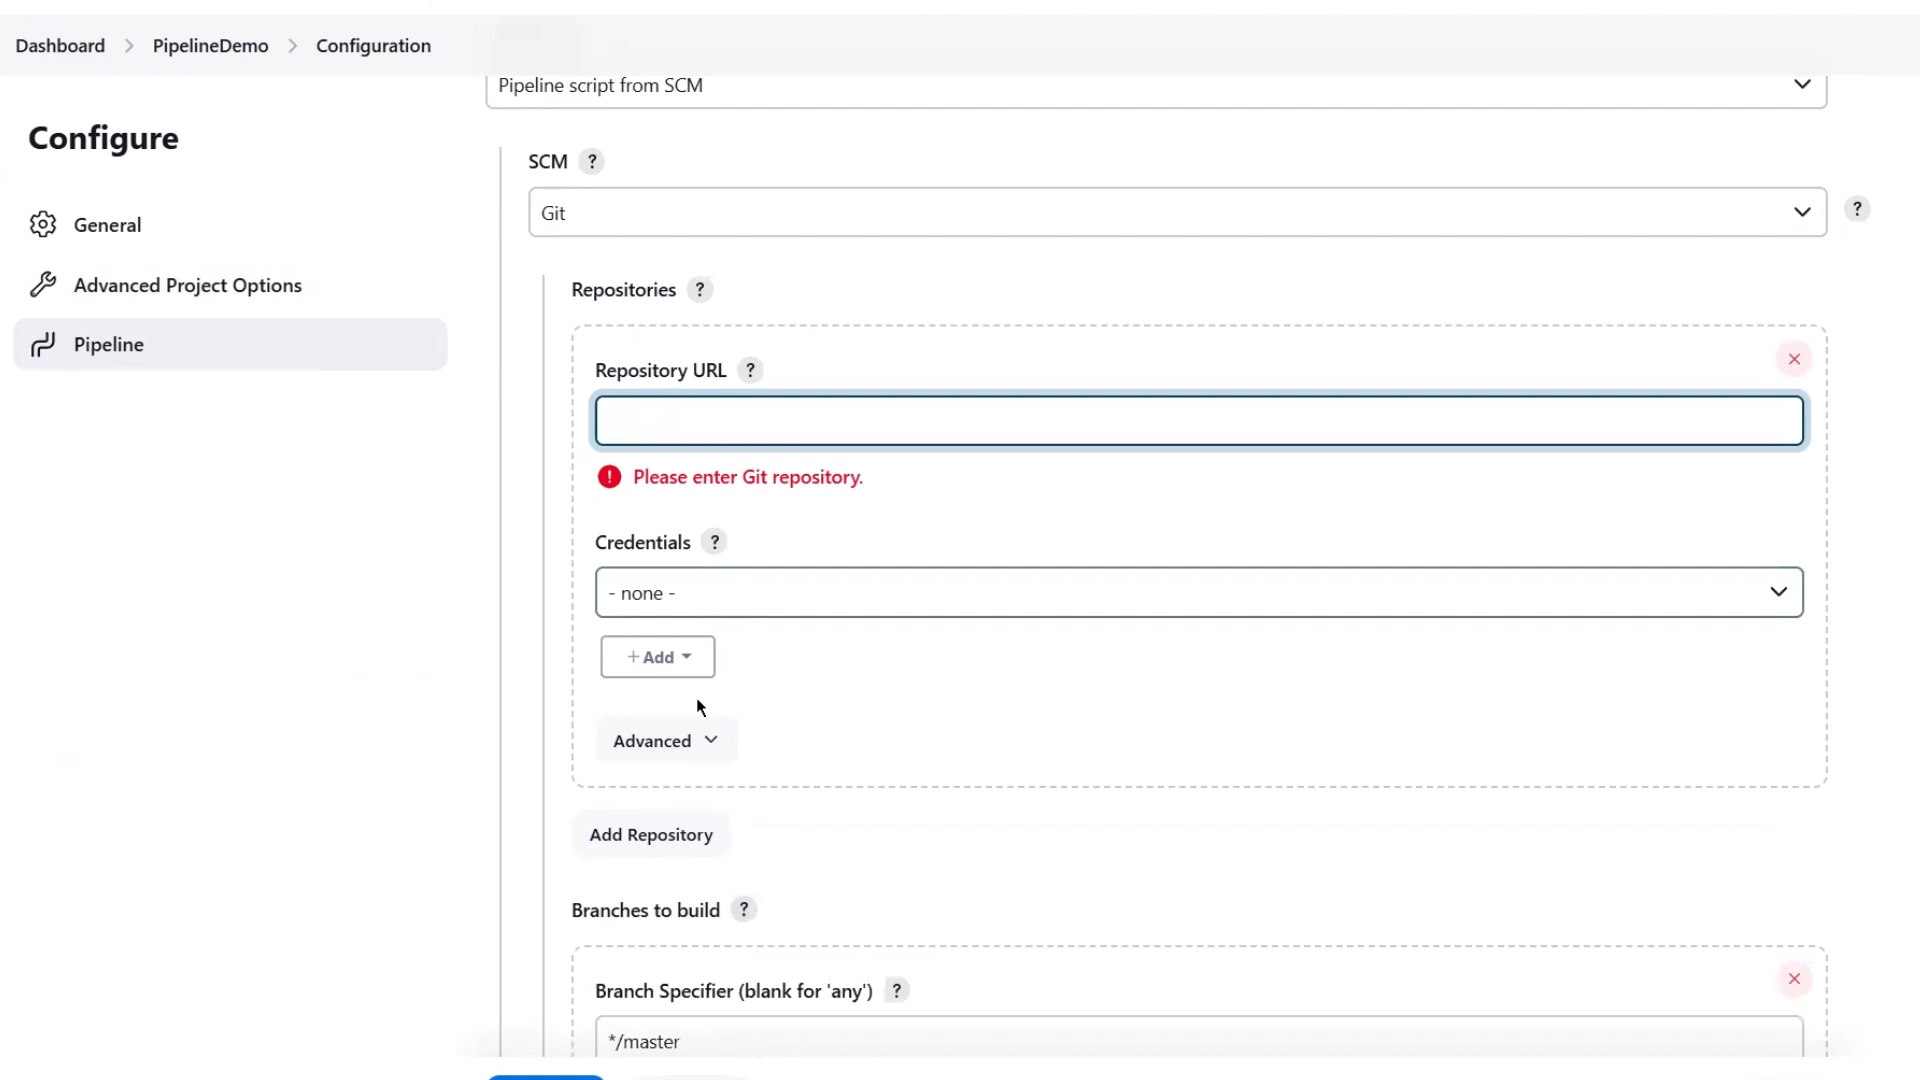 Dashboard > PipelineDemo > Configuration
Pipeline script from SCM
Configure
SCM ?
General
Git
?
Advanced Project Options
Repositories ?
Pipeline
Repository URL ?
! Please enter Git repository.
Credentials ?
- none -
+ Add
Advanced
Add Repository
Branches to build ?
Branch Specifier (blank for 'any') ?
*/master